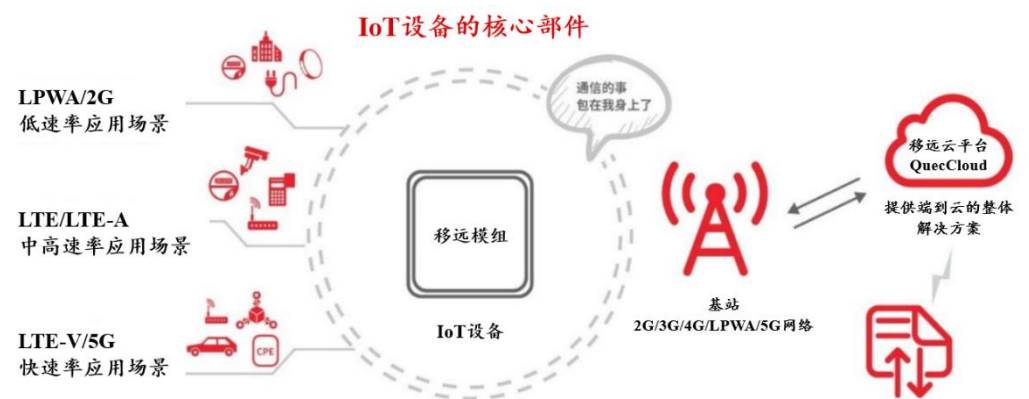 IoT设备的核心部件
通信的事
包在我身上了
LPWA/2G
低速率应用场景
LTE/LTE-A
中高速率应用场景
LTE-V/5G
快速率应用场景
CPE
移远模组
IoT设备
基站
2G/3G/4G/LPWA/5G网络
移远云平台
QuecCloud
提供端到云的整体
解决方案